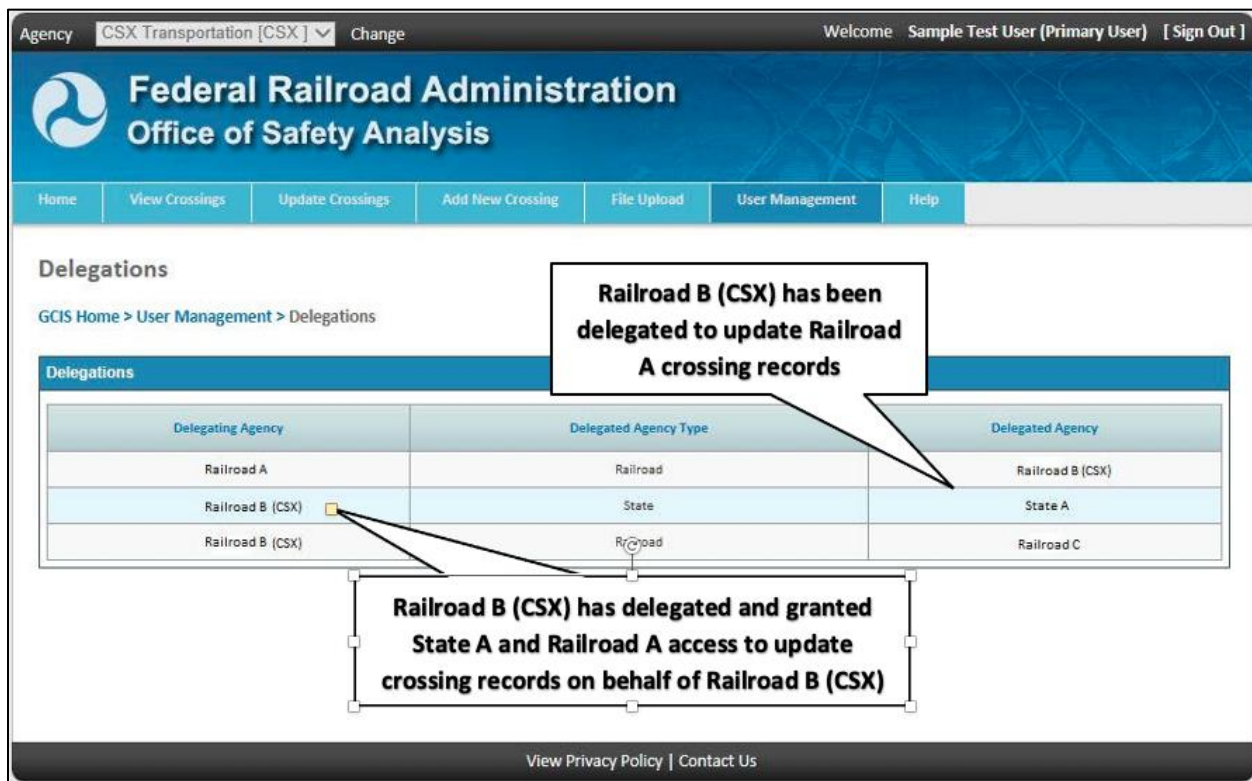 Agency CSX Transportation [CSX ] Change Welcome Sample Test User (Primary User) [ Sign Out ]
Federal Railroad Administration
Office of Safety Analysis
Home View Crossings Update Crossings Add New Crossing File Upload User Management Help
Delegations
GCIS Home > User Management > Delegations
Railroad B (CSX) has been
delegated to update Railroad
A crossing records
Delegations
Delegating Agency Delegated Agency Type Delegated Agency
Railroad A Railroad Railroad B (CSX)
Railroad B (CSX) State State A
Railroad B (CSX) Railroad Railroad C
Railroad B (CSX) has delegated and granted
State A and Railroad A access to update
crossing records on behalf of Railroad B (CSX)
View Privacy Policy | Contact Us